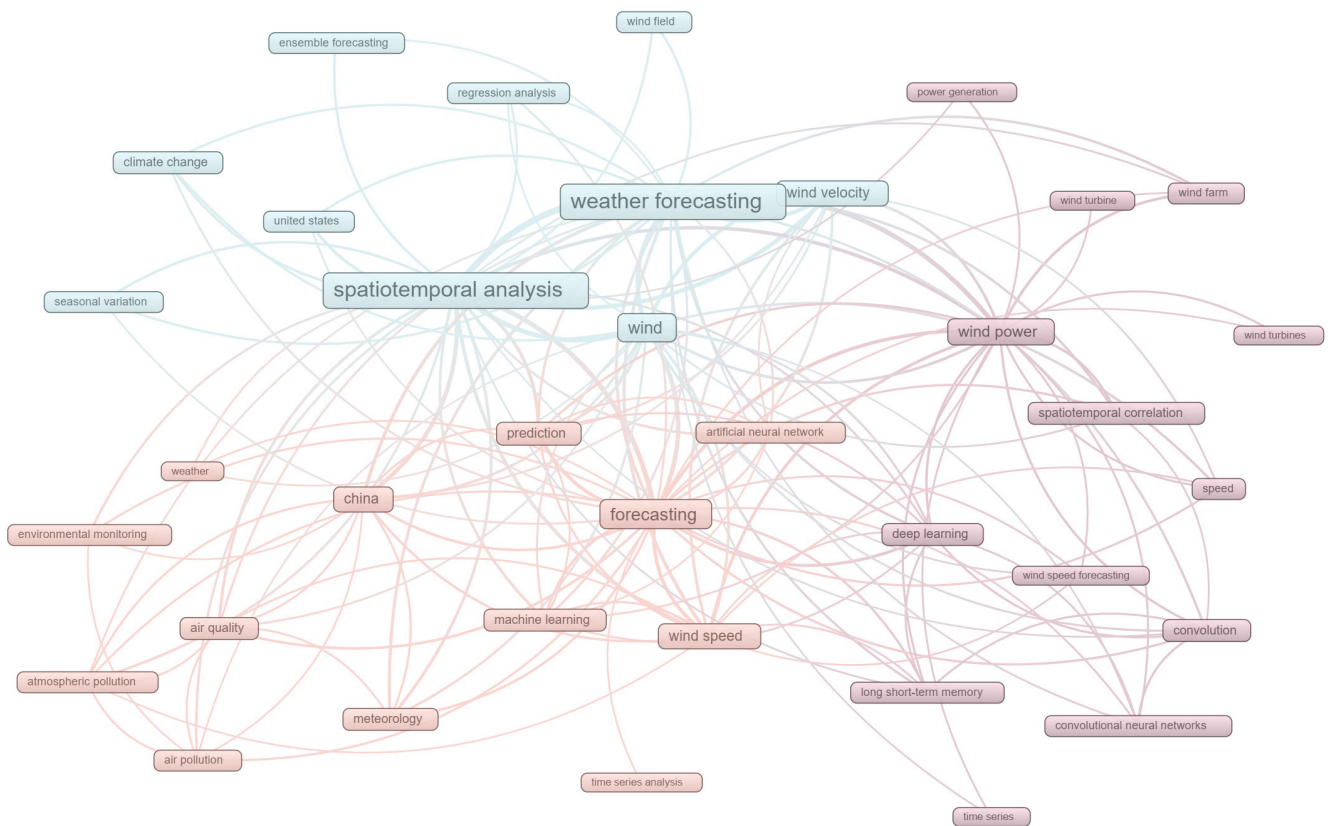 wind field
ensemble forecasting
regression analysis
power generation
climate change
weather forecasting
wind velocity
wind farm
wind turbine
united states
spatiotemporal analysis
seasonal variation
wind
wind power
wind turbines
spatiotemporal correlation
prediction
artificial neural network
weather
china
speed
forecasting
environmental monitoring
deep learning
wind speed forecasting
air quality
machine learning
wind speed
convolution
atmospheric pollution
long short-term memory
meteorology
convolutional neural networks
air pollution
time series analysis
time series